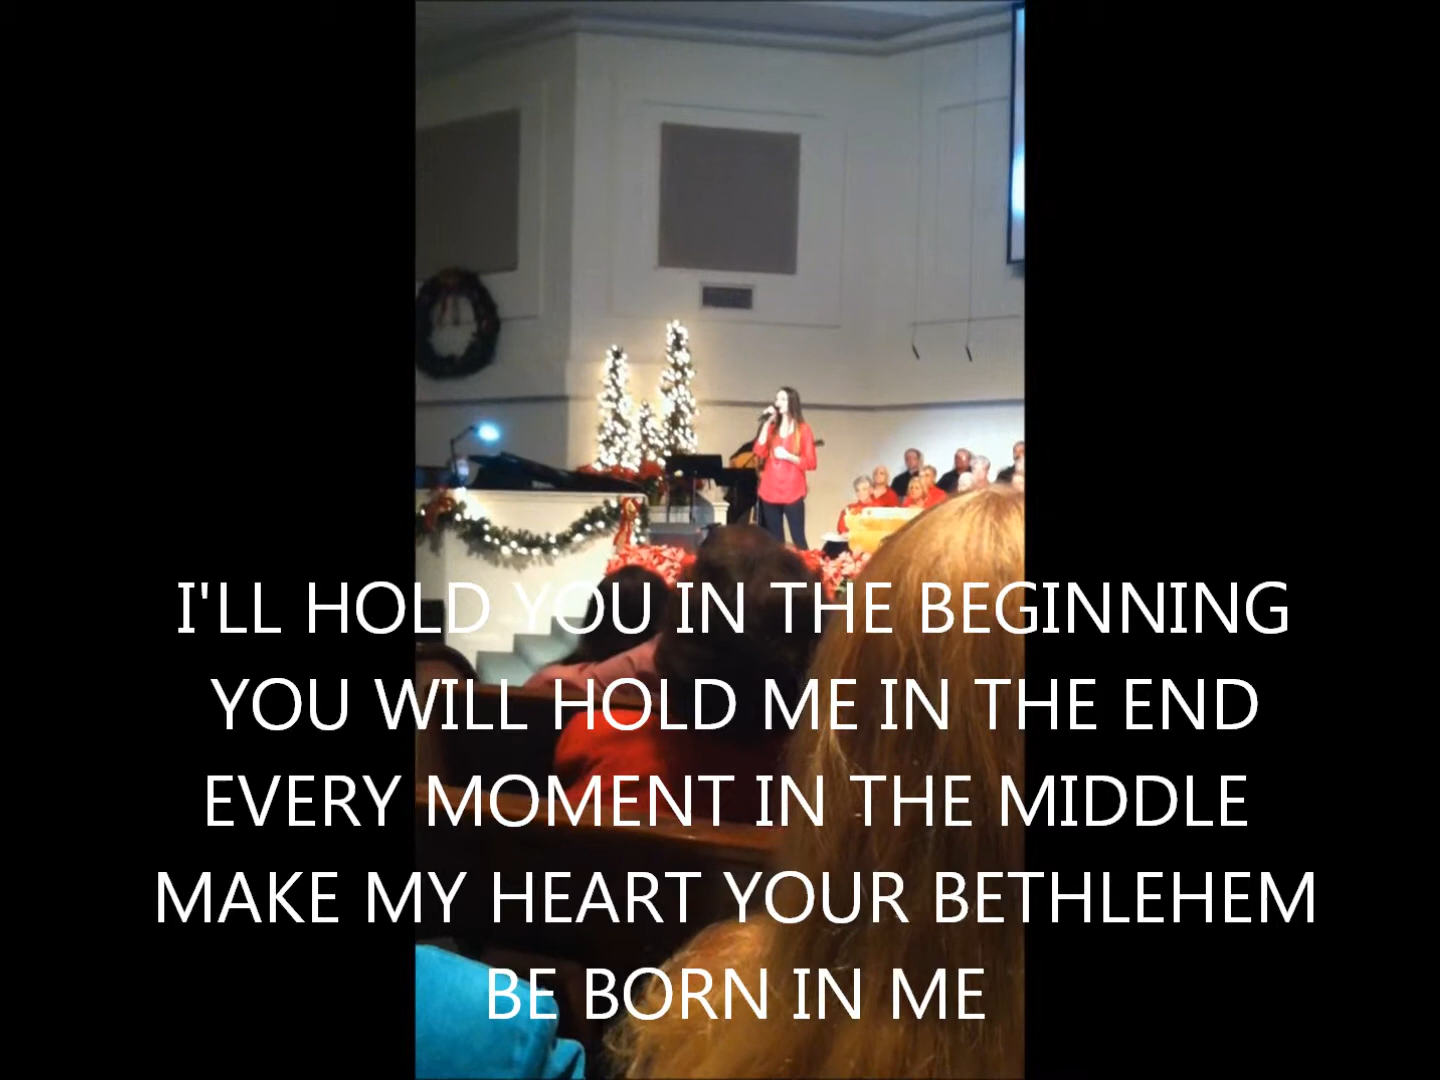 I'LL HOLD YOU IN THE BEGINNING
YOU WILL HOLD ME IN THE END
EVERY MOMENT IN THE MIDDLE
MAKE MY HEART YOUR BETHLEHEM
BE BORN IN ME